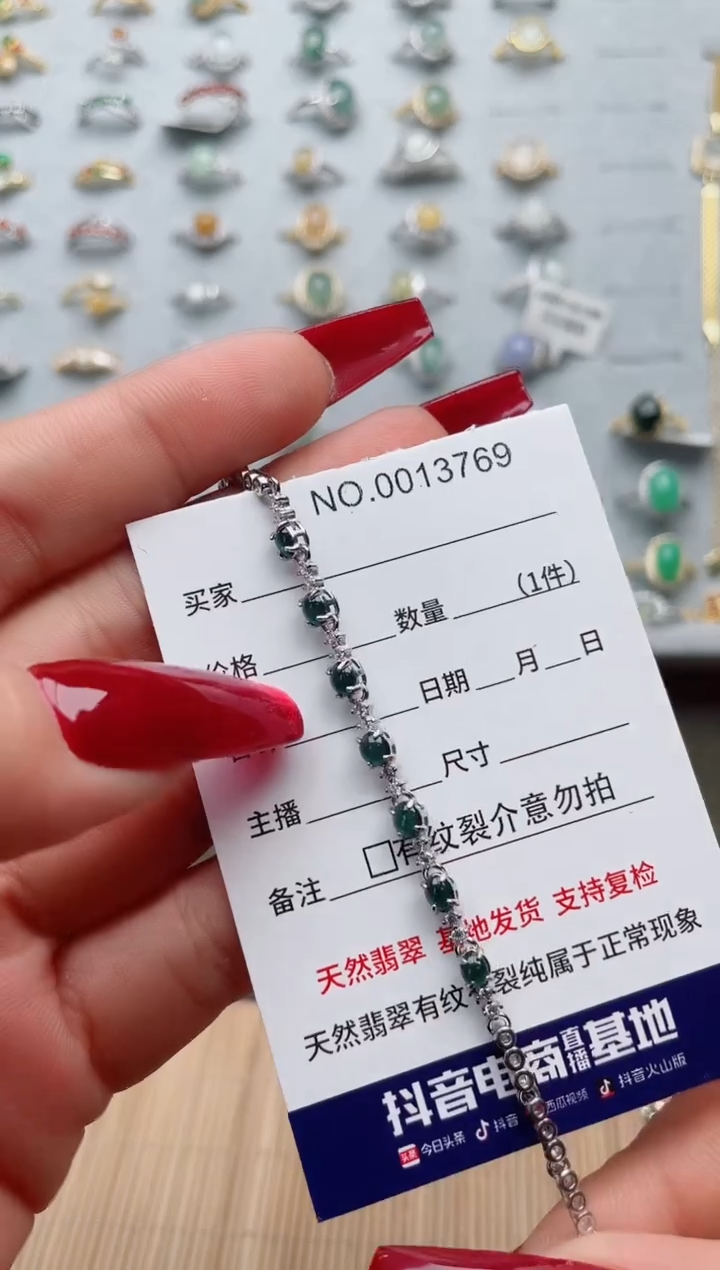 NO.0013769
买家
数量 (1件)
价格
日期 月 日
尺寸
主播
备注 □有纹裂介意勿拍
天然翡翠 基地发货 支持复检
天然翡翠有纹 裂纯属于正常现象
抖音电商直播基地
头条 今日头条 抖音 西瓜视频 抖音火山版